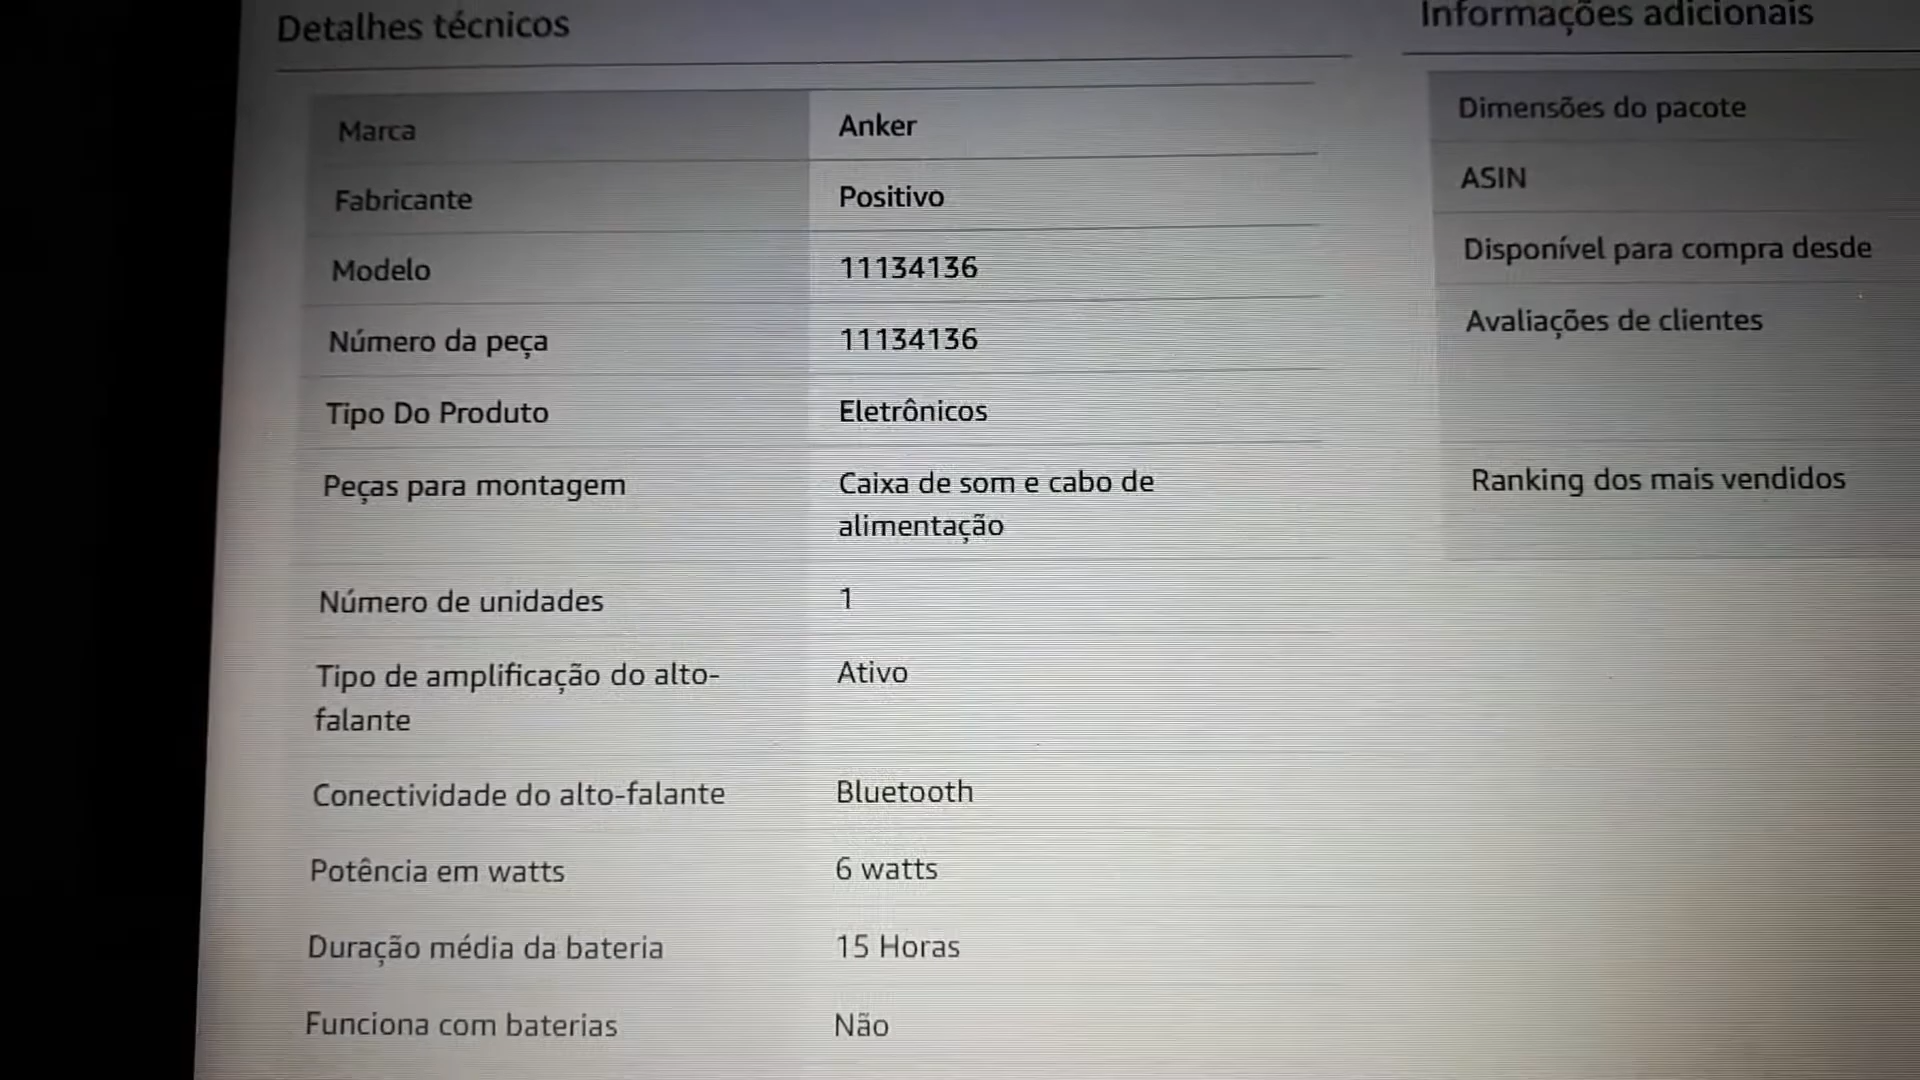 Detalhes técnicos
Marca Anker
Fabricante Positivo
Modelo 11134136
Número da peça 11134136
Tipo Do Produto Eletrônicos
Peças para montagem Caixa de som e cabo de
alimentação
Número de unidades 1
Tipo de amplificação do alto- Ativo
falante
Conectividade do alto-falante Bluetooth
Potência em watts 6 watts
Duração média da bateria 15 Horas
Funciona com baterias Não
Informações adicionais
Dimensões do pacote
ASIN
Disponível para compra desde
Avaliações de clientes
Ranking dos mais vendidos